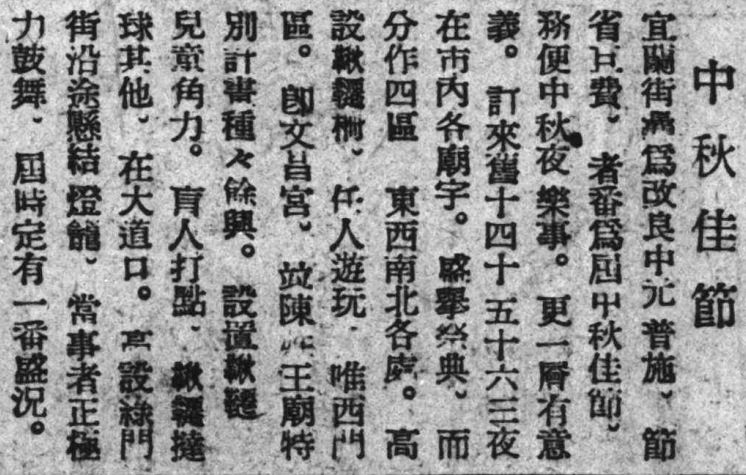 中秋佳節
宜蘭街為改良中元普施、節
省冗費、者番為屆中秋佳節、
務便中秋夜樂事。更一層有意
義。訂來舊十四十五十六三夜
在市內各廟宇。盛舉祭典、而
分作四區 東西南北各處。高
設鞦韆櫉、任人遊玩 唯西門
區。卽文昌宮、竝陳 王廟特
別計畫種々餘興。設置鞦韆
兒童角力。盲人打點、鞦韆撻
球其他、在大道口。高設綠門
街沿涂懸結燈籠、當事者正極
力鼓舞、屆時定有一番盛況。